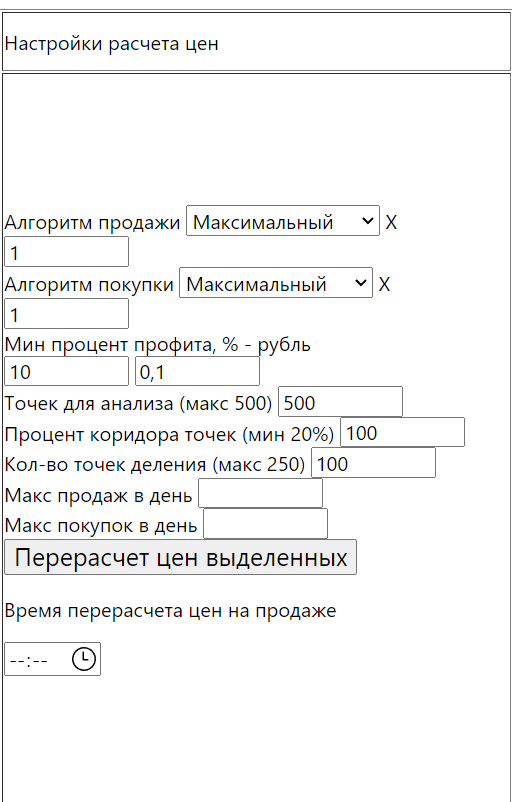 Настройки расчета цен
Алгоритм продажи Максимальный X
1
Алгоритм покупки Максимальный X
1
Мин процент профита, % - рубль
10 0,1
Точек для анализа (макс 500) 500
Процент коридора точек (мин 20%) 100
Кол-во точек деления (макс 250) 100
Макс продаж в день
Макс покупок в день
Перерасчет цен выделенных
Время перерасчета цен на продаже
--:--